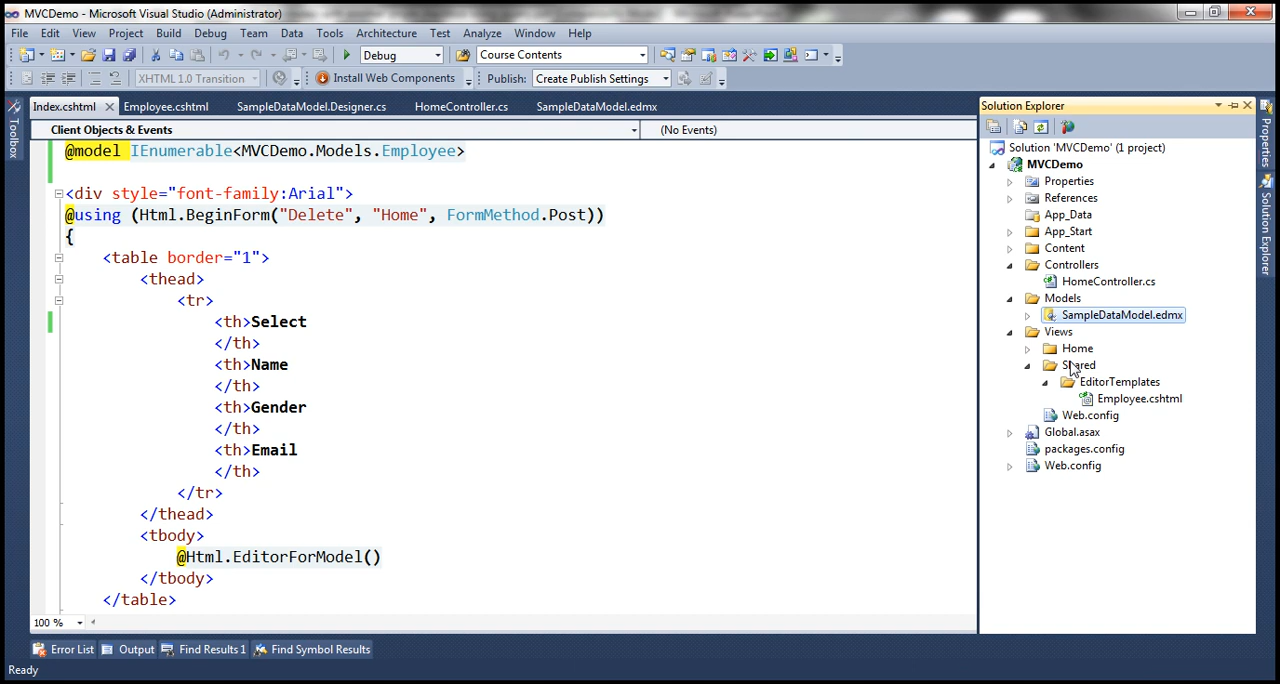 MVCDemo - Microsoft Visual Studio (Administrator)
File Edit View Project Build Debug Team Data Tools Architecture Test Analyze Window Help
Debug Course Contents
XHTML 1.0 Transition Install Web Components Publish: Create Publish Settings
Index.cshtml Employee.cshtml SampleDataModel.Designer.cs HomeController.cs SampleDataModel.edmx
Client Objects & Events (No Events)
@model IEnumerable<MVCDemo.Models.Employee>
<div style="font-family:Arial">
@using (Html.BeginForm("Delete", "Home", FormMethod.Post))
{
<table border="1">
<thead>
<tr>
<th>Select
</th>
<th>Name
</th>
<th>Gender
</th>
<th>Email
</th>
</tr>
</thead>
<tbody>
@Html.EditorForModel()
</tbody>
</table>
100 %
Error List Output Find Results 1 Find Symbol Results
Ready
Toolbox
Solution Explorer
Solution 'MVCDemo' (1 project)
MVCDemo
Properties
References
App_Data
App_Start
Content
Controllers
HomeController.cs
Models
SampleDataModel.edmx
Views
Home
Shared
EditorTemplates
Employee.cshtml
Web.config
Global.asax
packages.config
Web.config
Properties
Solution Explorer